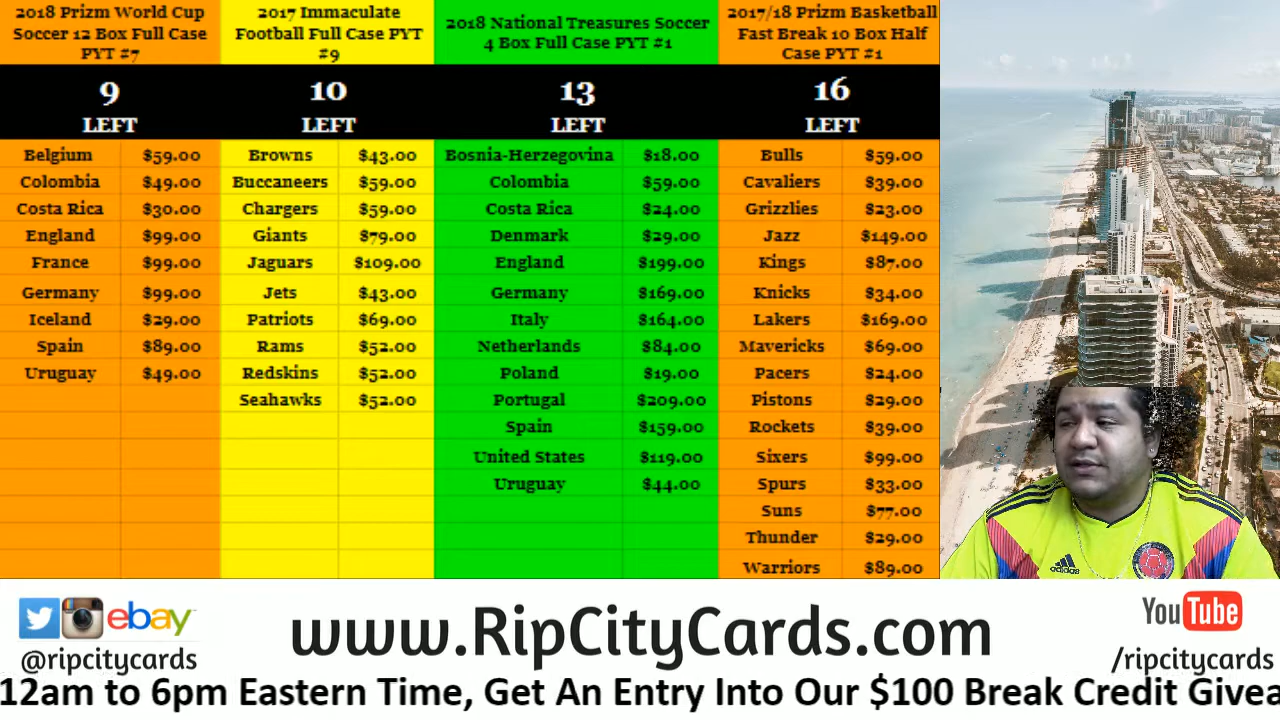 2018 Prizm World Cup
Soccer 12 Box Full Case
PYT #7
9
LEFT
Belgium $59.00
Colombia $49.00
Costa Rica $30.00
England $99.00
France $99.00
Germany $99.00
Iceland $29.00
Spain $89.00
Uruguay $49.00
2017 Immaculate
Football Full Case PYT
#9
10
LEFT
Browns $43.00
Buccaneers $59.00
Chargers $59.00
Giants $79.00
Jaguars $109.00
Jets $43.00
Patriots $69.00
Rams $52.00
Redskins $52.00
Seahawks $52.00
2018 National Treasures Soccer
4 Box Full Case PYT #1
13
LEFT
Bosnia-Herzegovina $18.00
Colombia $59.00
Costa Rica $24.00
Denmark $29.00
England $199.00
Germany $169.00
Italy $164.00
Netherlands $84.00
Poland $19.00
Portugal $209.00
Spain $159.00
United States $119.00
Uruguay $44.00
2017/18 Prizm Basketball
Fast Break 10 Box Half
Case PYT #1
16
LEFT
Bulls $59.00
Cavaliers $39.00
Grizzlies $23.00
Jazz $149.00
Kings $87.00
Knicks $34.00
Lakers $169.00
Mavericks $69.00
Pacers $24.00
Pistons $29.00
Rockets $39.00
Sixers $99.00
Spurs $33.00
Suns $77.00
Thunder $29.00
Warriors $89.00
adidas
ebay
@ripcitycards
www.RipCityCards.com
YouTube
/ripcitycards
12am to 6pm Eastern Time, Get An Entry Into Our $100 Break Credit Givea